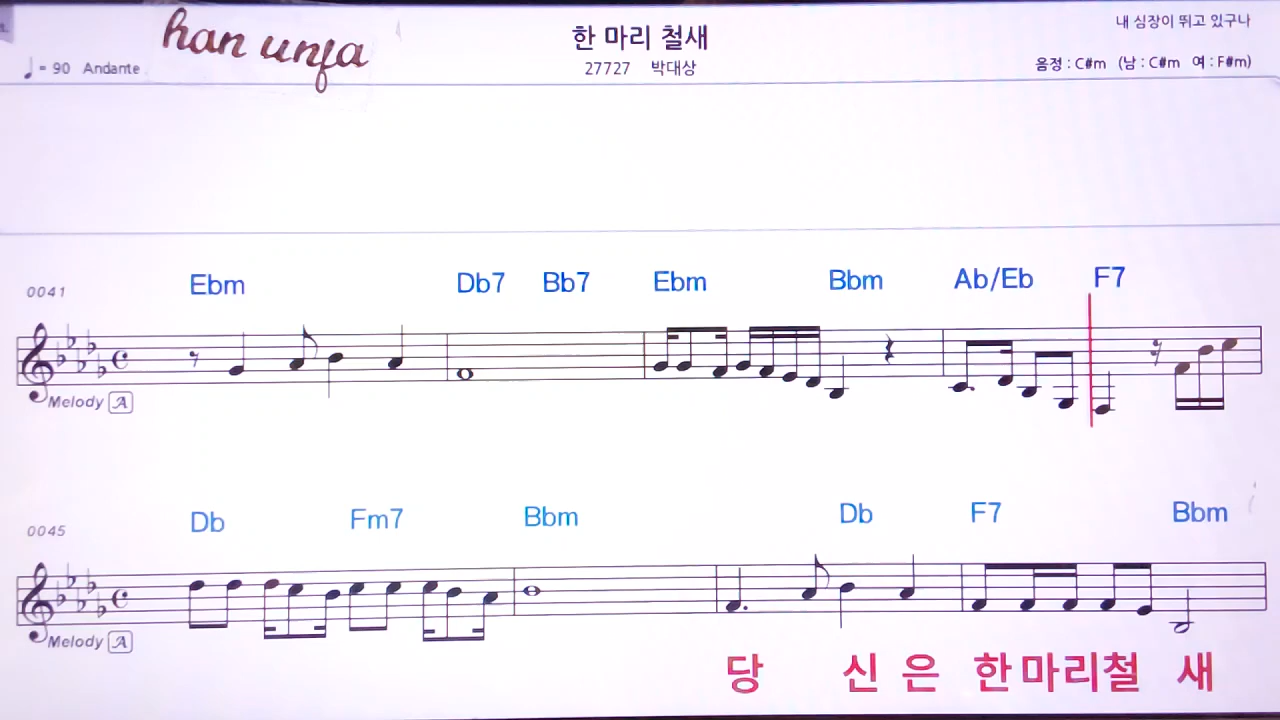 han unja
한 마리 철새
내 심장이 뛰고 있구나
♩= 90 Andante
27727 박대상
음정 : C#m (남 : C#m 여 : F#m)
0041 Ebm Db7 Bb7 Ebm Bbm Ab/Eb F7
Melody A
0045 Db Fm7 Bbm Db F7 Bbm
Melody A
당 신 은 한 마 리 철 새